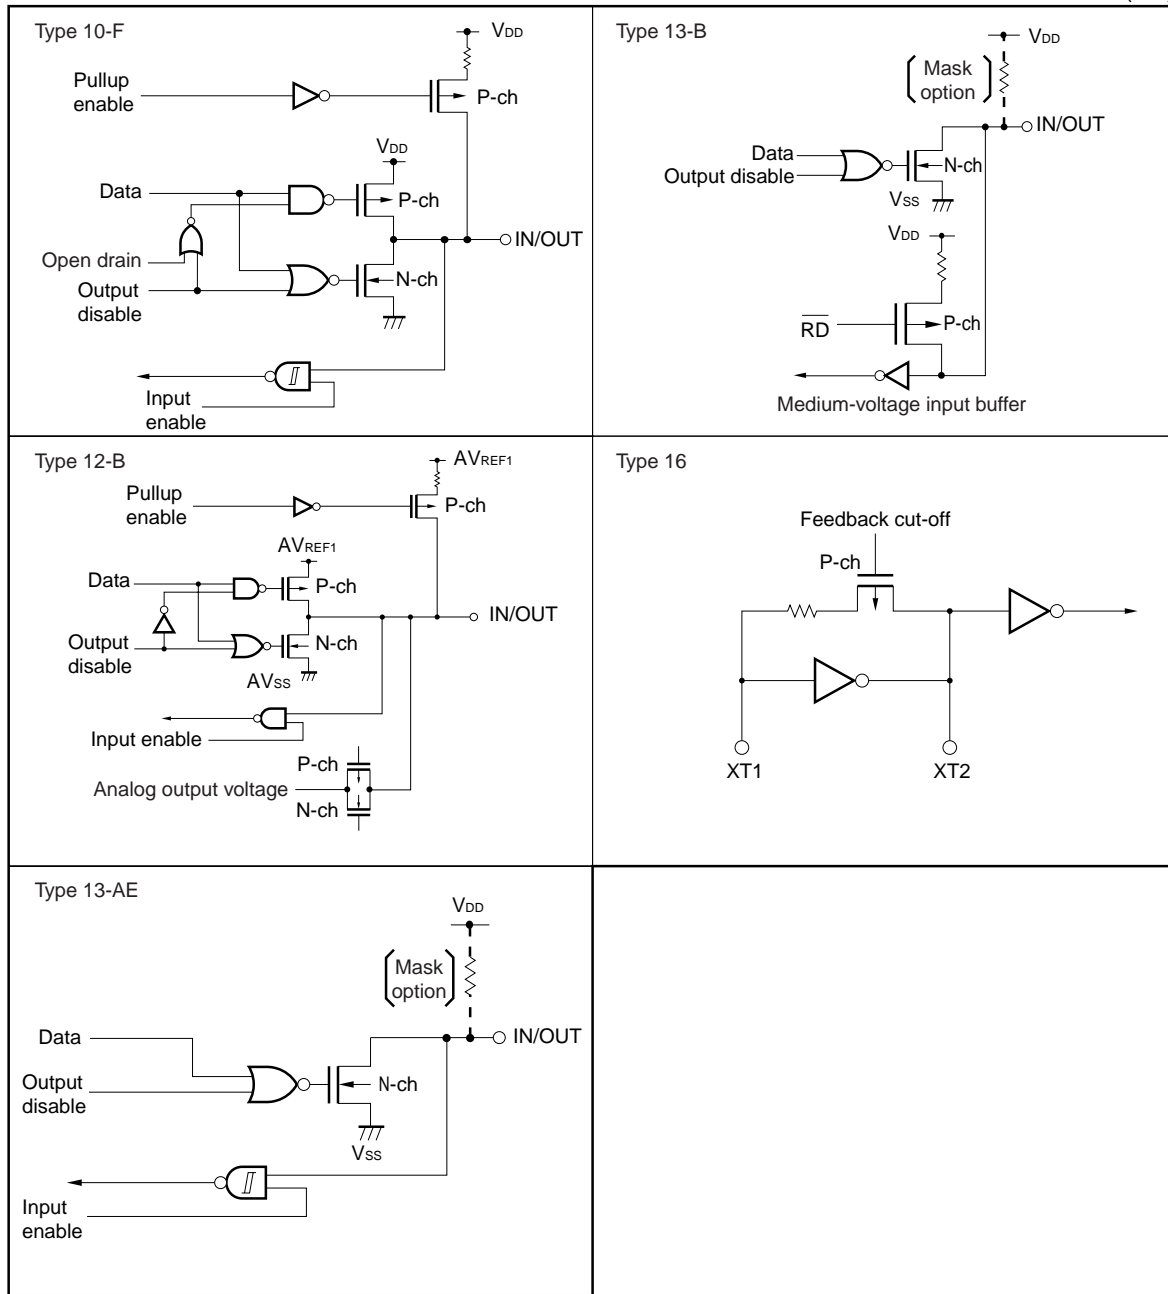 Type 10-F
VDD
Pullup
enable
P-ch
VDD
Data
P-ch
IN/OUT
Open drain
Output
disable
N-ch
Input
enable
Type 13-B
VDD
Mask
option
IN/OUT
Data
Output disable
N-ch
VSS
VDD
RD
P-ch
Medium-voltage input buffer
Type 12-B
AVREF1
Pullup
enable
P-ch
AVREF1
Data
P-ch
IN/OUT
Output
disable
N-ch
AVSS
Input enable
P-ch
Analog output voltage
N-ch
Type 16
Feedback cut-off
P-ch
XT1
XT2
Type 13-AE
VDD
Mask
option
Data
IN/OUT
Output
disable
N-ch
VSS
Input
enable